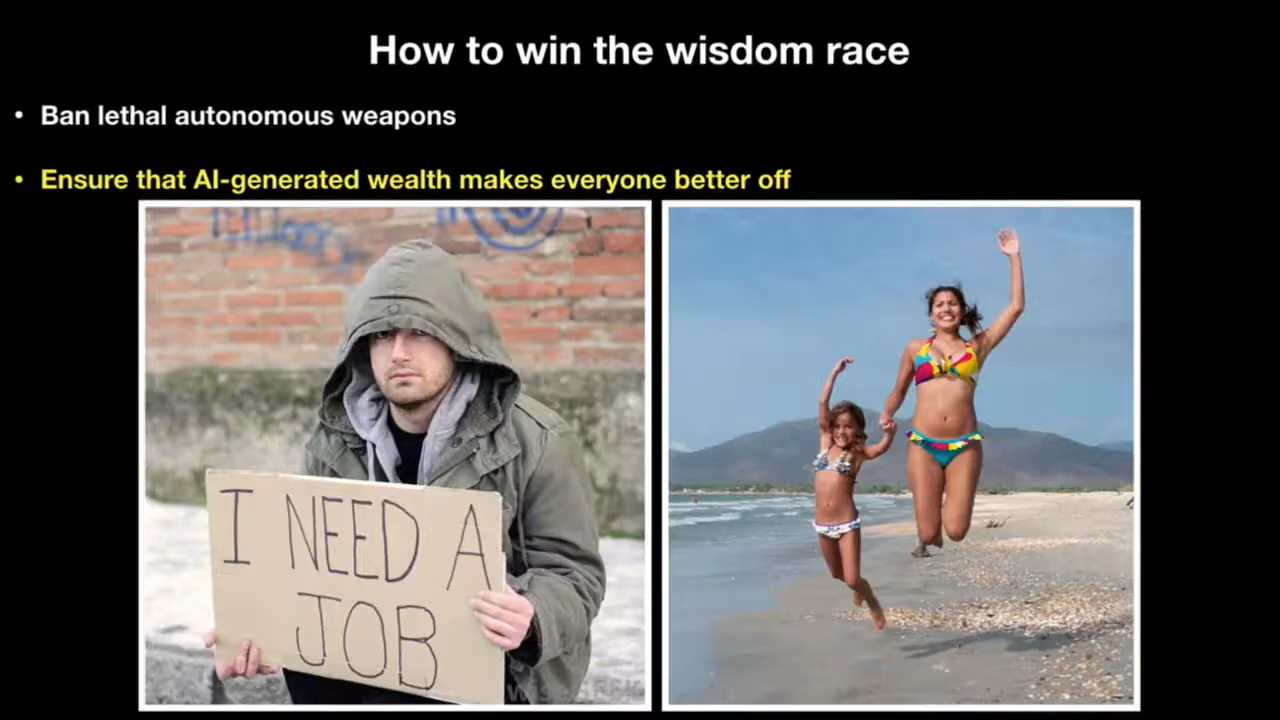 How to win the wisdom race
• Ban lethal autonomous weapons
• Ensure that AI-generated wealth makes everyone better off
I NEED A
JOB